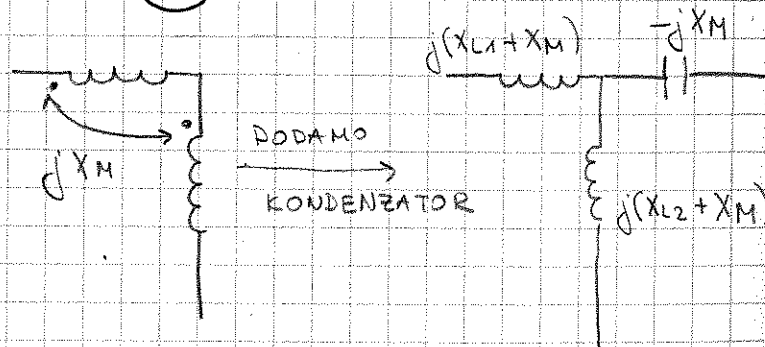 j(XL1+XM)
-jXM
jXM
DODAMO
KONDENZATOR
j(XL2+XM)